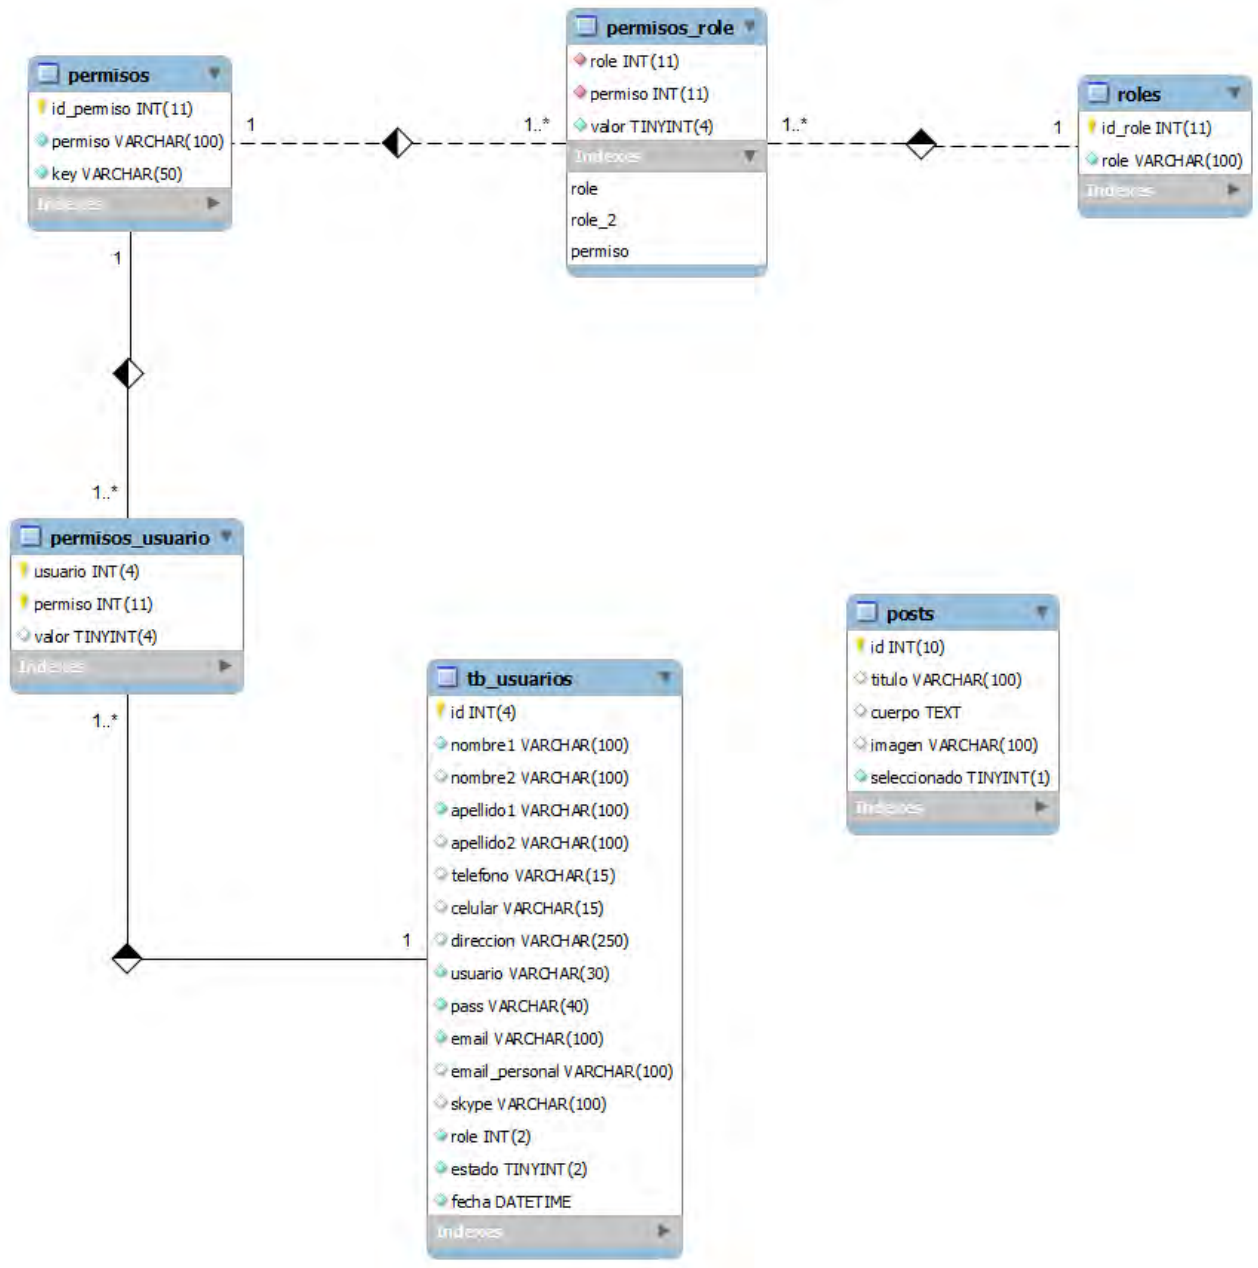 permisos
id_permiso INT(11)
permiso VARCHAR(100)
key VARCHAR(50)
Indexes
1
1..*
permisos_role
role INT(11)
permiso INT(11)
valor TINYINT(4)
Indexes
role
role_2
permiso
1..*
1
roles
id_role INT(11)
role VARCHAR(100)
Indexes
1
1..*
permisos_usuario
usuario INT(4)
permiso INT(11)
valor TINYINT(4)
Indexes
1..*
1
tb_usuarios
id INT(4)
nombre1 VARCHAR(100)
nombre2 VARCHAR(100)
apellido1 VARCHAR(100)
apellido2 VARCHAR(100)
telefono VARCHAR(15)
celular VARCHAR(15)
direccion VARCHAR(250)
usuario VARCHAR(30)
pass VARCHAR(40)
email VARCHAR(100)
email_personal VARCHAR(100)
skype VARCHAR(100)
role INT(2)
estado TINYINT(2)
fecha DATETIME
Indexes
posts
id INT(10)
titulo VARCHAR(100)
cuerpo TEXT
imagen VARCHAR(100)
seleccionado TINYINT(1)
Indexes